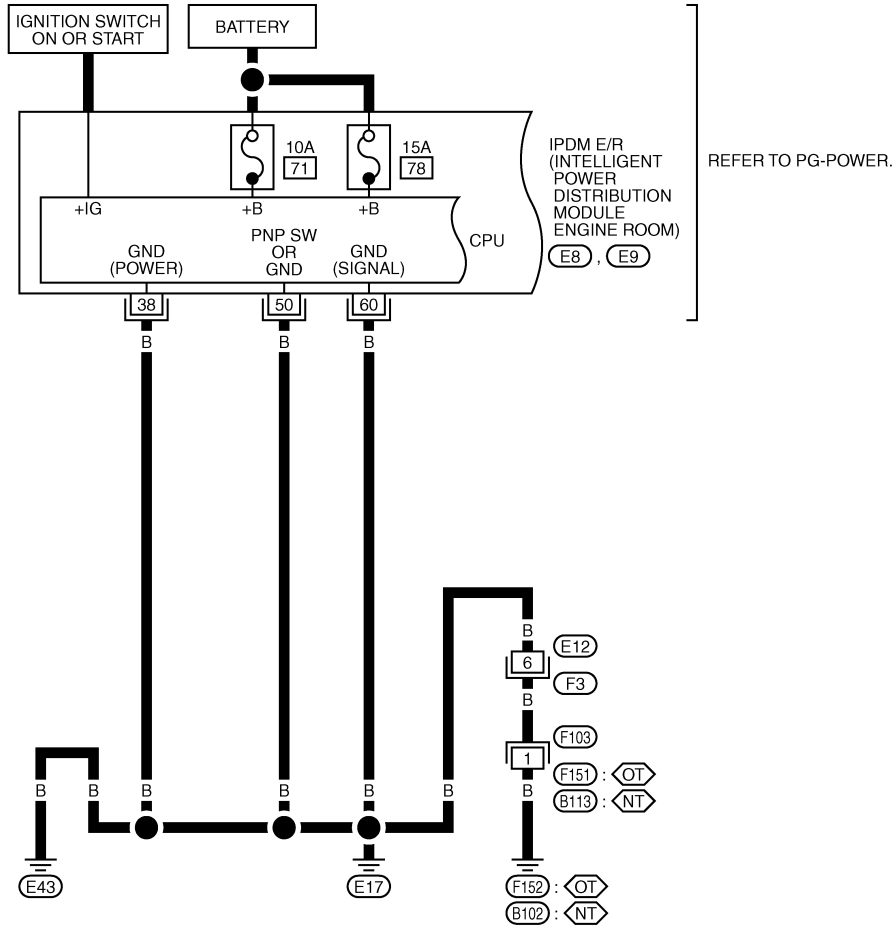 IGNITION SWITCH
ON OR START
BATTERY
10A
71
15A
78
IPDM E/R
(INTELLIGENT
POWER
DISTRIBUTION
MODULE
ENGINE ROOM)
E8 , E9
REFER TO PG-POWER.
+IG
+B
+B
CPU
GND
(POWER)
PNP SW
OR
GND
GND
(SIGNAL)
38
50
60
B
B
B
B
E12
6
F3
B
F103
1
F151 : OT
B113 : NT
B
B
B
B
B
B
B
E43
E17
F152 : OT
B102 : NT